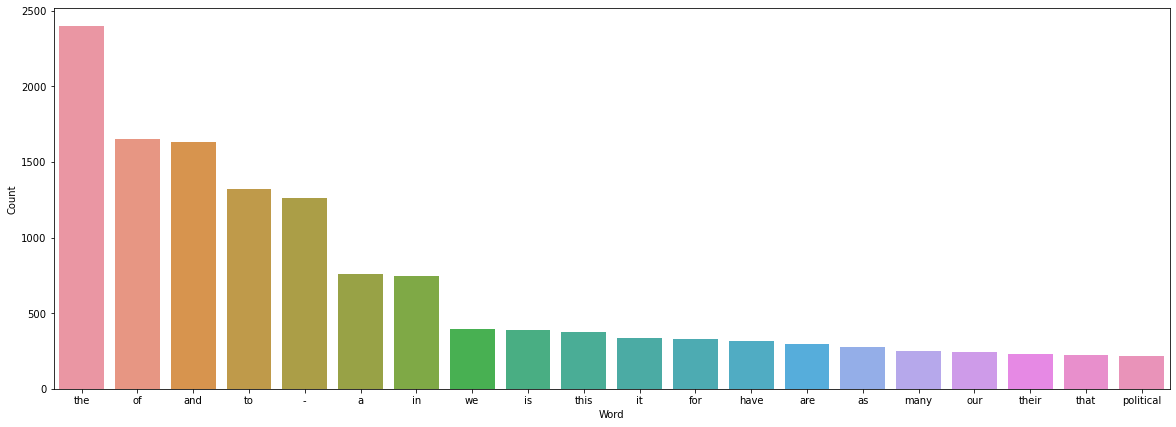 2500
2000
1500
1000
500
0
Count
the of and to - a in we is this it for have are as many our their that political
Word